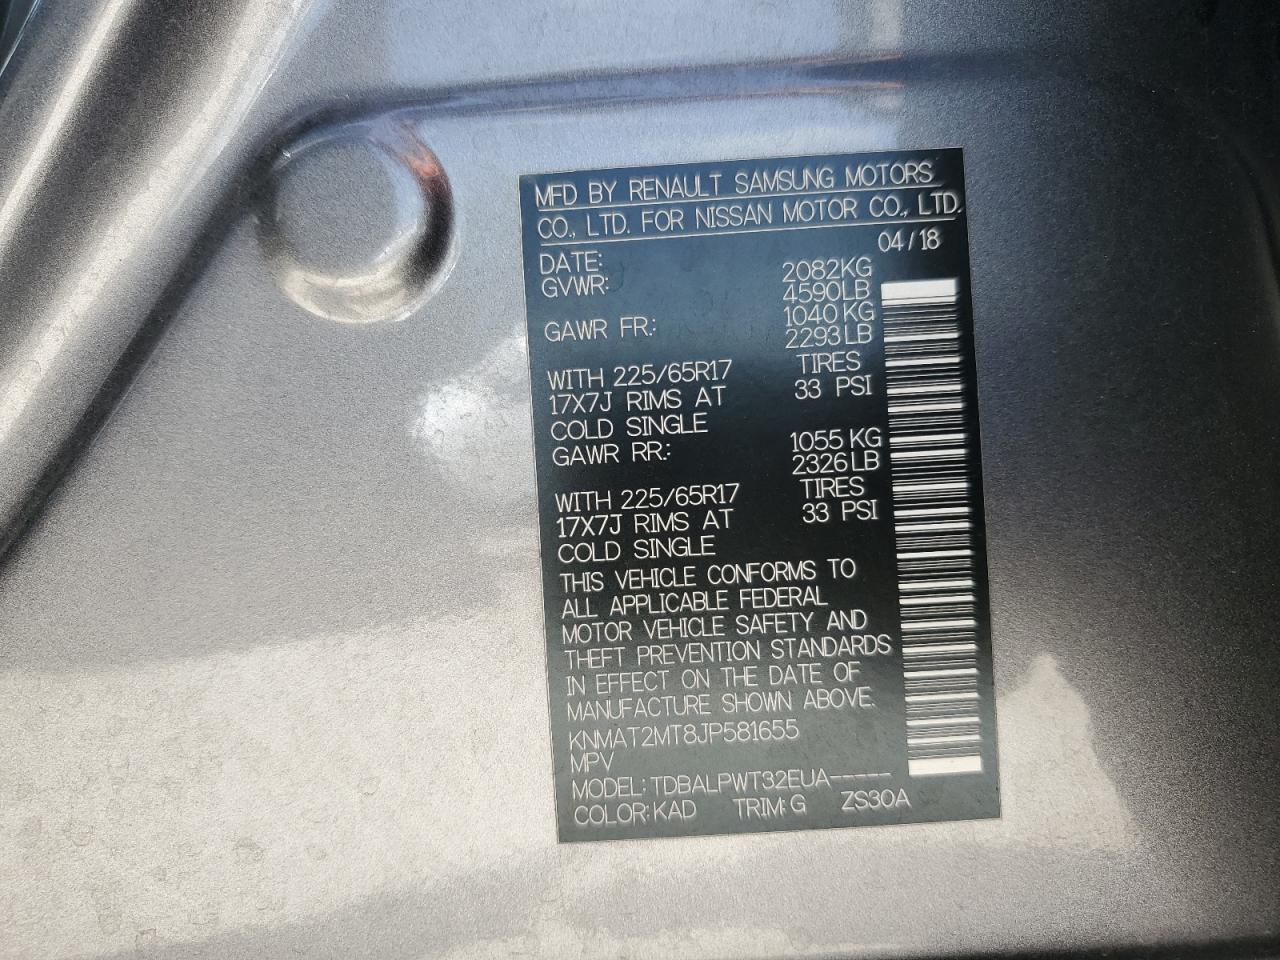 MFD BY RENAULT SAMSUNG MOTORS
CO., LTD. FOR NISSAN MOTOR CO., LTD.
DATE: 04/18
GVWR: 2082KG
4590LB
GAWR FR.: 1040KG
2293LB
WITH 225/65R17 TIRES
17X7J RIMS AT 33 PSI
COLD SINGLE
GAWR RR.: 1055KG
2326LB
WITH 225/65R17 TIRES
17X7J RIMS AT 33 PSI
COLD SINGLE
THIS VEHICLE CONFORMS TO
ALL APPLICABLE FEDERAL
MOTOR VEHICLE SAFETY AND
THEFT PREVENTION STANDARDS
IN EFFECT ON THE DATE OF
MANUFACTURE SHOWN ABOVE.
KNMAT2MT8JP581655
MPV
MODEL: TDBALPWT32EUA-----
COLOR: KAD TRIM: G ZS30A